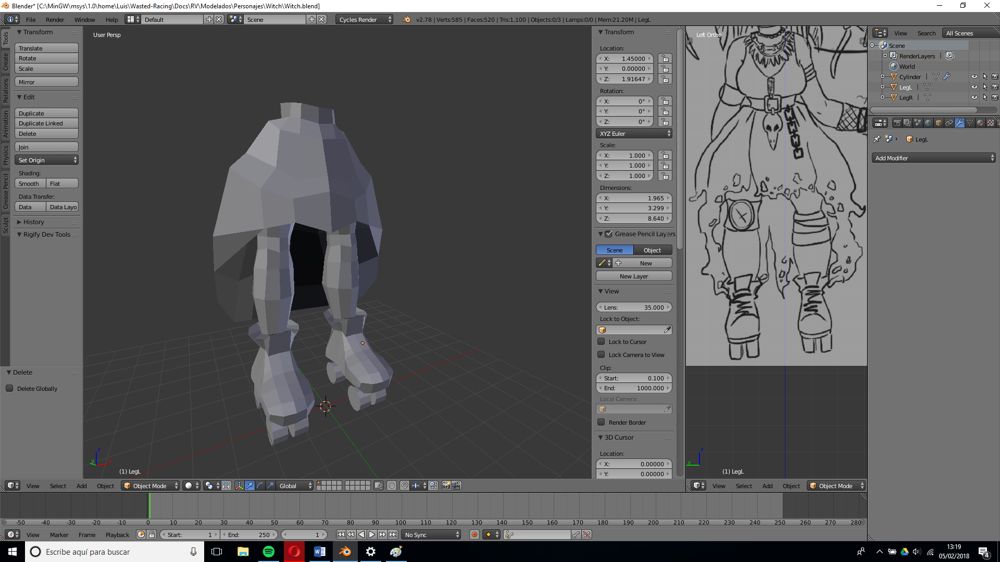 Blender* [C:\MinGW\msys\1.0\home\Luis\Wasted-Racing\Docs\RV\Modelados\Personajes\Witch\Witch.blend]
File Render Window Help Default Scene Cycles Render v2.78 | Verts:585 | Faces:520 | Tris:1,100 | Objects:0/3 | Lamps:0/0 | Mem:21.20M | LegL
Tools
Create
Relations
Animation
Physics
Grease Pencil
Sculpt
Transform
Translate
Rotate
Scale
Mirror
Edit
Duplicate
Duplicate Linked
Delete
Join
Set Origin
Shading:
Smooth Flat
Data Transfer:
Data Data Layo
History
Rigify Dev Tools
Delete
Delete Globally
User Persp
z
y
x
(1) LegL
Transform
Location:
X: 1.45000
Y: 0.00000
Z: 1.91647
Rotation:
X: 0°
Y: 0°
Z: 0°
XYZ Euler
Scale:
X: 1.000
Y: 1.000
Z: 1.000
Dimensions:
X: 1.965
Y: 3.299
Z: 8.640
Grease Pencil Layers
Scene Object
New
New Layer
View
Lens: 35.000
Lock to Object:
Lock to Cursor
Lock Camera to View
Clip:
Start: 0.100
End: 1000.000
Local Camera:
Render Border
3D Cursor
Location:
X: 0.00000
Y: 0.00000
Left Ortho
z
y
(1) LegL
View Search All Scenes
Scene
RenderLayers |
World
Cylinder |
LegL |
LegR |
LegL
Add Modifier
View Select Add Object Object Mode Global
View Select Add Object Object Mode
-50 -40 -30 -20 -10 0 10 20 30 40 50 60 70 80 90 100 110 120 130 140 150 160 170 180 190 200 210 220 230 240 250 260 270 280
View Marker Frame Playback Start: 1 End: 250 1 No Sync
Escribe aquí para buscar
13:19
05/02/2018
4